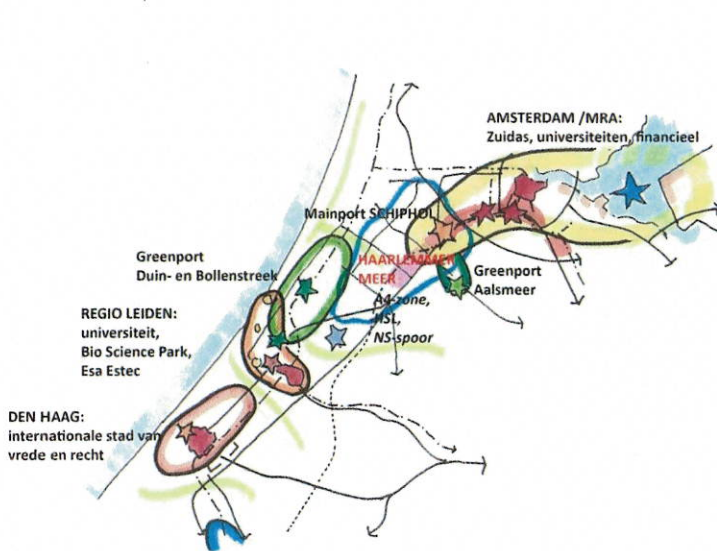 AMSTERDAM /MRA:
Zuidas, universiteiten, financieel
Mainport SCHIPHOL
Greenport
Duin- en Bollenstreek
HAARLEMMER
MEER
Greenport
Aalsmeer
A4-zone,
HSL,
NS-spoor
REGIO LEIDEN:
universiteit,
Bio Science Park,
Esa Estec
DEN HAAG:
internationale stad van
vrede en recht